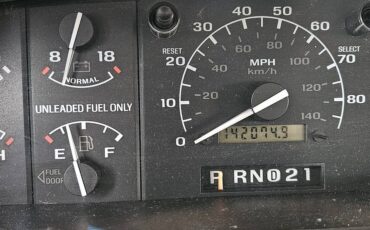 RESET
SELECT
8 18
NORMAL
UNLEADED FUEL ONLY
E F
FUEL
DOOR
H
MPH
km/h
0 10 20 30 40 50 60 70 80
20 40 60 80 100 120 140
142074.9
P R N D 2 1